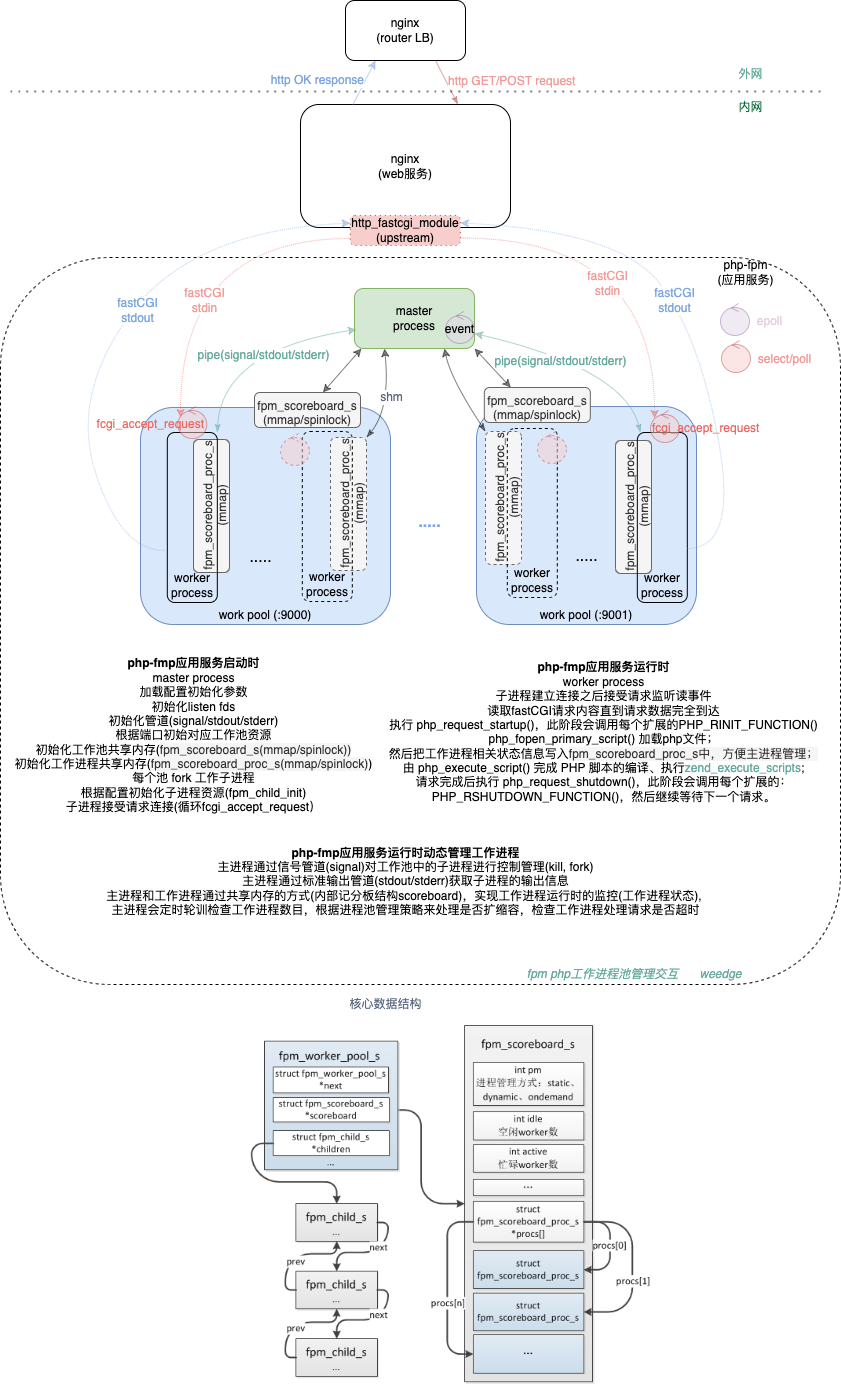 nginx
(router LB)
http OK response
http GET/POST request
外网
内网
nginx
(web服务)
http_fastcgi_module
(upstream)
php-fpm
(应用服务)
fastCGI
stdout
fastCGI
stdin
fastCGI
stdin
fastCGI
stdout
master
process
event
epoll
select/poll
pipe(signal/stdout/stderr)
pipe(signal/stdout/stderr)
shm
fpm_scoreboard_s
(mmap/spinlock)
fpm_scoreboard_s
(mmap/spinlock)
fcgi_accept_request
fcgi_accept_request
fpm_scoreboard_proc_s
(mmap)
fpm_scoreboard_proc_s
(mmap)
fpm_scoreboard_proc_s
(mmap)
fpm_scoreboard_proc_s
(mmap)
.....
.....
.....
worker
process
worker
process
worker
process
worker
process
work pool (:9000)
work pool (:9001)
php-fmp应用服务启动时
master process
加载配置初始化参数
初始化listen fds
初始化管道(signal/stdout/stderr)
根据端口初始对应工作池资源
初始化工作池共享内存(fpm_scoreboard_s(mmap/spinlock))
初始化工作进程共享内存(fpm_scoreboard_proc_s(mmap/spinlock))
每个池 fork 工作子进程
根据配置初始化子进程资源(fpm_child_init)
子进程接受请求连接(循环fcgi_accept_request)
php-fmp应用服务运行时
worker process
子进程建立连接之后接受请求监听读事件
读取fastCGI请求内容直到请求数据完全到达
执行 php_request_startup()，此阶段会调用每个扩展的PHP_RINIT_FUNCTION()
php_fopen_primary_script() 加载php文件；
然后把工作进程相关状态信息写入fpm_scoreboard_proc_s中，方便主进程管理；
由 php_execute_script() 完成 PHP 脚本的编译、执行zend_execute_scripts;
请求完成后执行 php_request_shutdown()，此阶段会调用每个扩展的：
PHP_RSHUTDOWN_FUNCTION()，然后继续等待下一个请求。
php-fmp应用服务运行时动态管理工作进程
主进程通过信号管道(signal)对工作池中的子进程进行控制管理(kill, fork)
主进程通过标准输出管道(stdout/stderr)获取子进程的输出信息
主进程和工作进程通过共享内存的方式(内部记分板结构scoreboard)，实现工作进程运行时的监控(工作进程状态),
主进程会定时轮训检查工作进程数目，根据进程池管理策略来处理是否扩缩容，检查工作进程处理请求是否超时
fpm php工作进程池管理交互 weedge
核心数据结构
fpm_worker_pool_s
struct fpm_worker_pool_s
*next
struct fpm_scoreboard_s
*scoreboard
struct fpm_child_s
*children
...
fpm_child_s
...
prev
next
fpm_child_s
...
prev
next
fpm_child_s
...
fpm_scoreboard_s
int pm
进程管理方式：static、
dynamic、ondemand
int idle
空闲worker数
int active
忙碌worker数
...
struct
fpm_scoreboard_proc_s
*procs[]
procs[0]
struct
fpm_scoreboard_proc_s
procs[1]
procs[n]
struct
fpm_scoreboard_proc_s
...